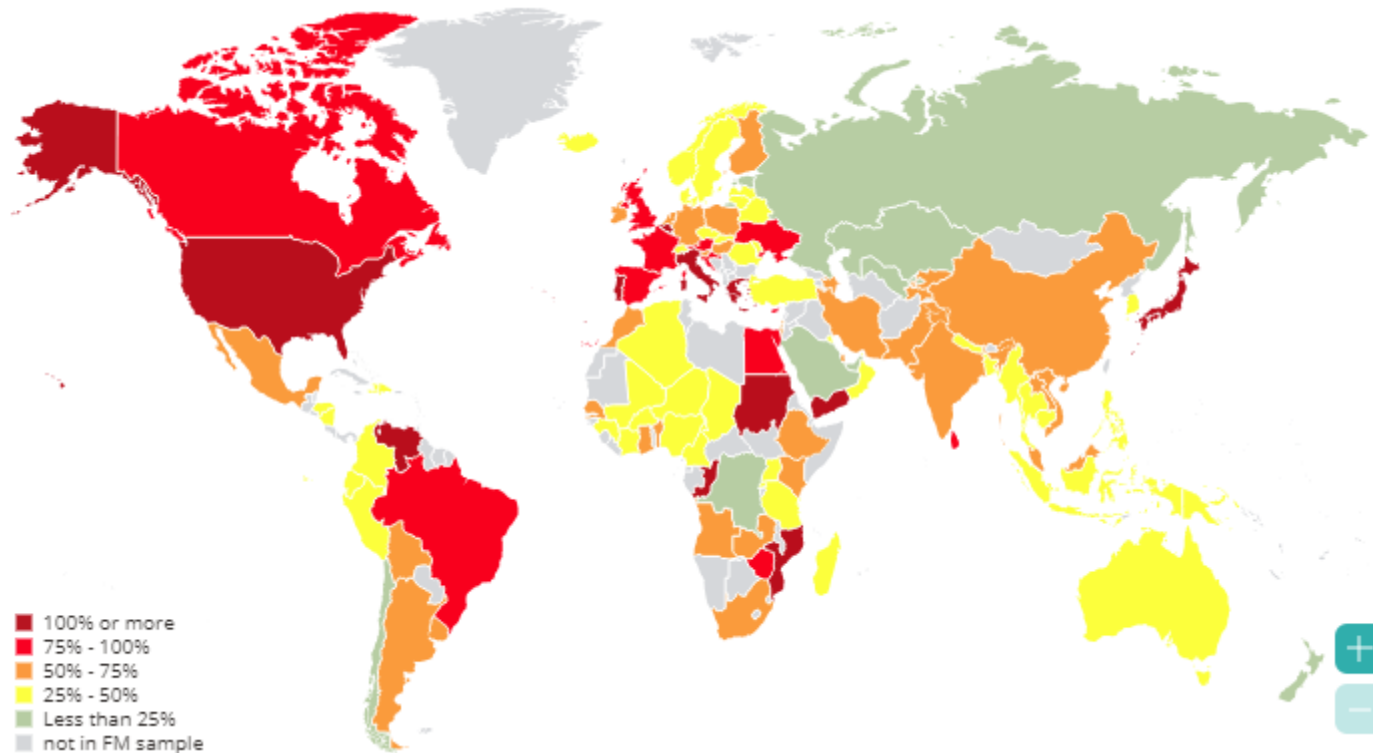 100% or more
75% - 100%
50% - 75%
25% - 50%
Less than 25%
not in FM sample
+
−